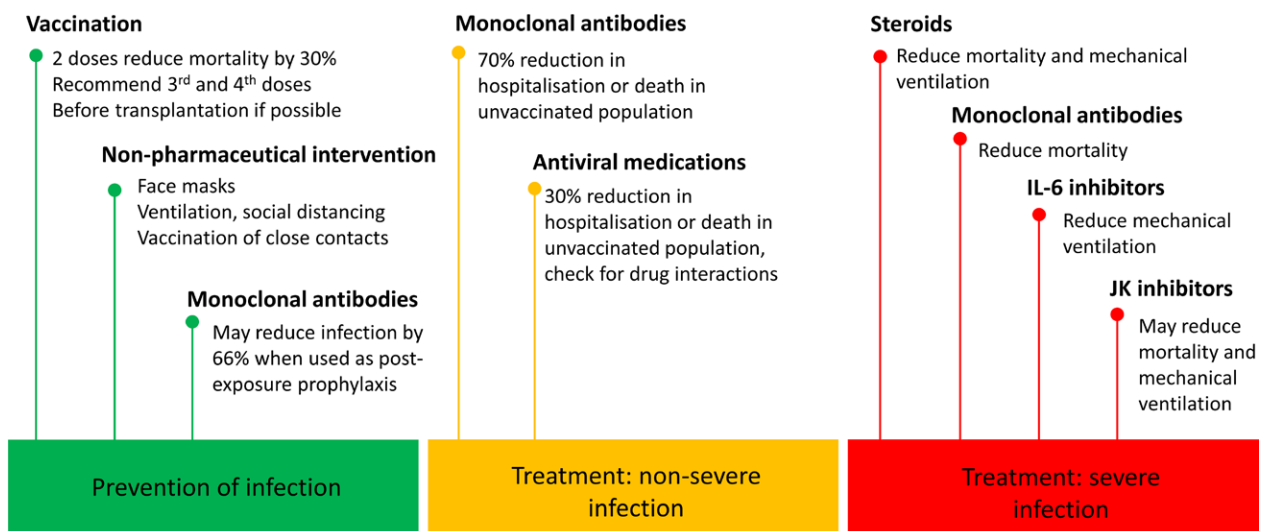 Vaccination
2 doses reduce mortality by 30%
Recommend 3rd and 4th doses
Before transplantation if possible
Non-pharmaceutical intervention
Face masks
Ventilation, social distancing
Vaccination of close contacts
Monoclonal antibodies
May reduce infection by
66% when used as post-
exposure prophylaxis
Prevention of infection
Monoclonal antibodies
70% reduction in
hospitalisation or death in
unvaccinated population
Antiviral medications
30% reduction in
hospitalisation or death in
unvaccinated population,
check for drug interactions
Treatment: non-severe
infection
Steroids
Reduce mortality and mechanical
ventilation
Monoclonal antibodies
Reduce mortality
IL-6 inhibitors
Reduce mechanical
ventilation
JK inhibitors
May reduce
mortality and
mechanical
ventilation
Treatment: severe
infection